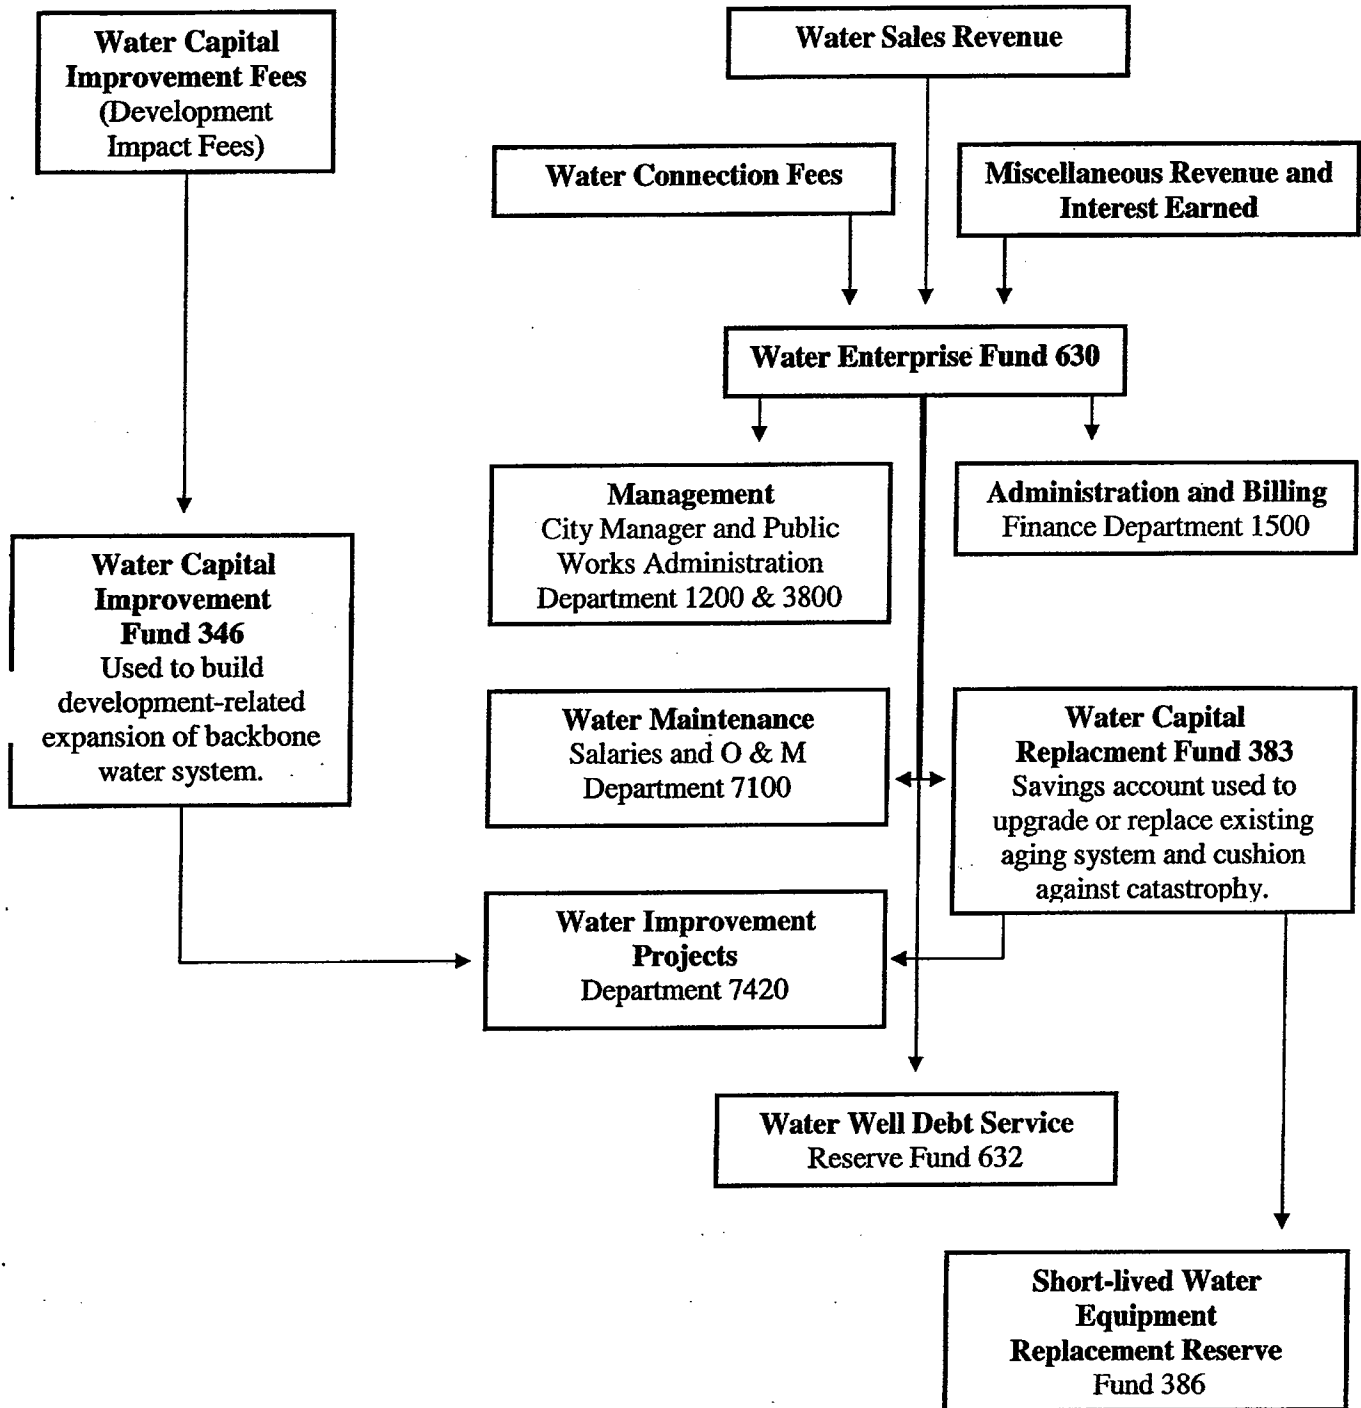 Water Capital
Improvement Fees
(Development
Impact Fees)
Water Sales Revenue
Water Connection Fees
Miscellaneous Revenue and
Interest Earned
Water Enterprise Fund 630
Management
City Manager and Public
Works Administration
Department 1200 & 3800
Administration and Billing
Finance Department 1500
Water Capital
Improvement
Fund 346
Used to build
development-related
expansion of backbone
water system.
Water Maintenance
Salaries and O & M
Department 7100
Water Capital
Replacment Fund 383
Savings account used to
upgrade or replace existing
aging system and cushion
against catastrophy.
Water Improvement
Projects
Department 7420
Water Well Debt Service
Reserve Fund 632
Short-lived Water
Equipment
Replacement Reserve
Fund 386